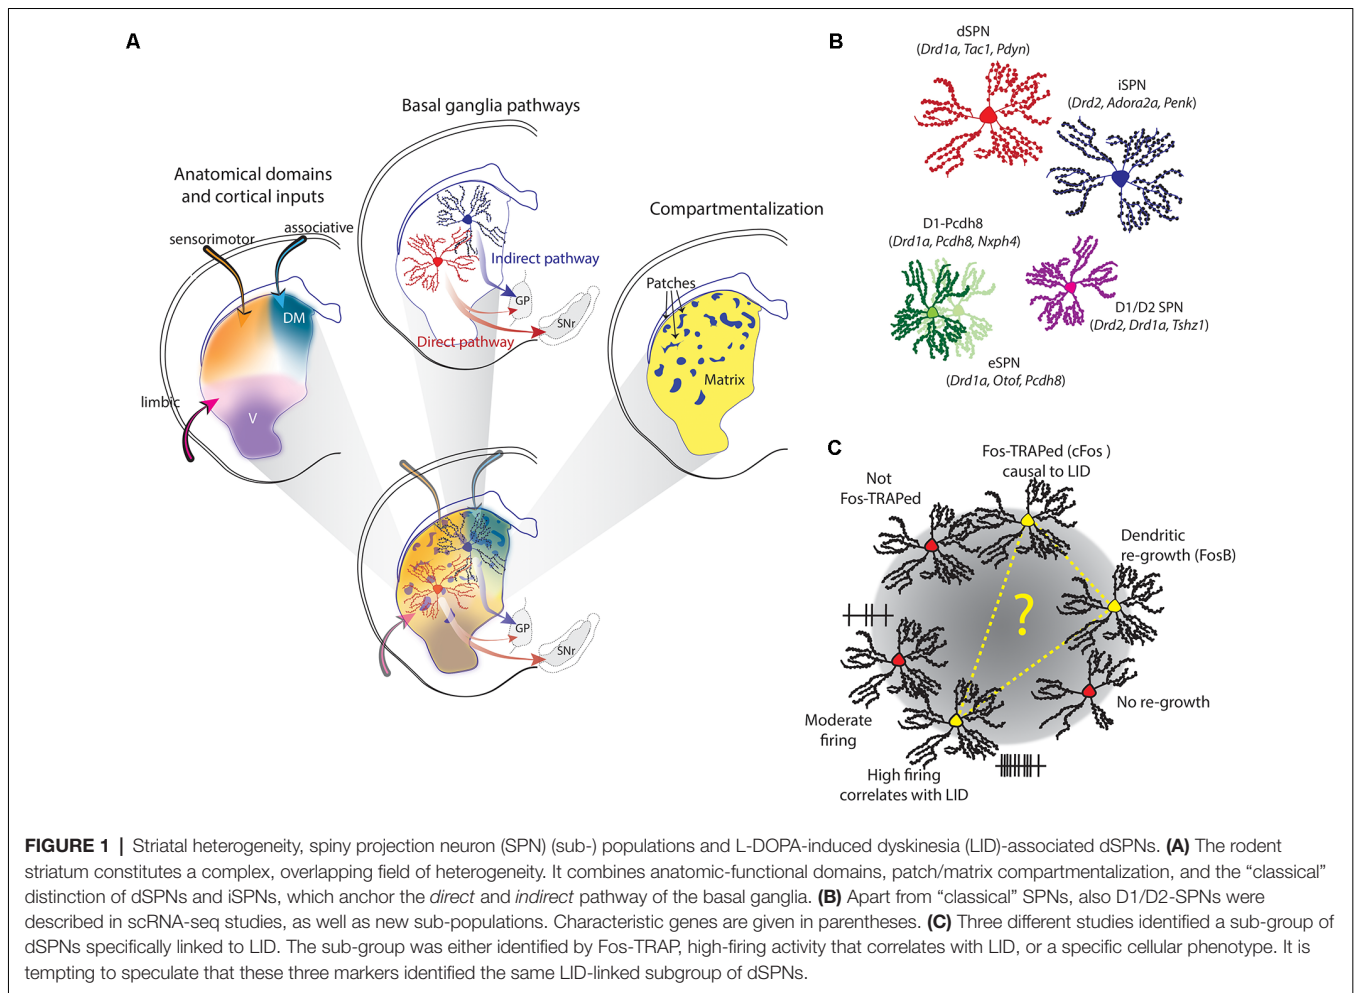 A
Anatomical domains
and cortical inputs
sensorimotor
associative
limbic
DM
V
Basal ganglia pathways
Indirect pathway
GP
SNr
Direct pathway
Compartmentalization
Patches
Matrix
GP
SNr
B
dSPN
(Drd1a, Tac1, Pdyn)
iSPN
(Drd2, Adora2a, Penk)
D1-Pcdh8
(Drd1a, Pcdh8, Nxph4)
D1/D2 SPN
(Drd2, Drd1a, Tshz1)
eSPN
(Drd1a, Otof, Pcdh8)
C
Fos-TRAPed (cFos )
causal to LID
Not
Fos-TRAPed
Dendritic
re-growth (FosB)
?
No re-growth
Moderate
firing
High firing
correlates with LID
FIGURE 1 | Striatal heterogeneity, spiny projection neuron (SPN) (sub-) populations and L-DOPA-induced dyskinesia (LID)-associated dSPNs. (A) The rodent
striatum constitutes a complex, overlapping field of heterogeneity. It combines anatomic-functional domains, patch/matrix compartmentalization, and the “classical”
distinction of dSPNs and iSPNs, which anchor the direct and indirect pathway of the basal ganglia. (B) Apart from “classical” SPNs, also D1/D2-SPNs were
described in scRNA-seq studies, as well as new sub-populations. Characteristic genes are given in parentheses. (C) Three different studies identified a sub-group of
dSPNs specifically linked to LID. The sub-group was either identified by Fos-TRAP, high-firing activity that correlates with LID, or a specific cellular phenotype. It is
tempting to speculate that these three markers identified the same LID-linked subgroup of dSPNs.